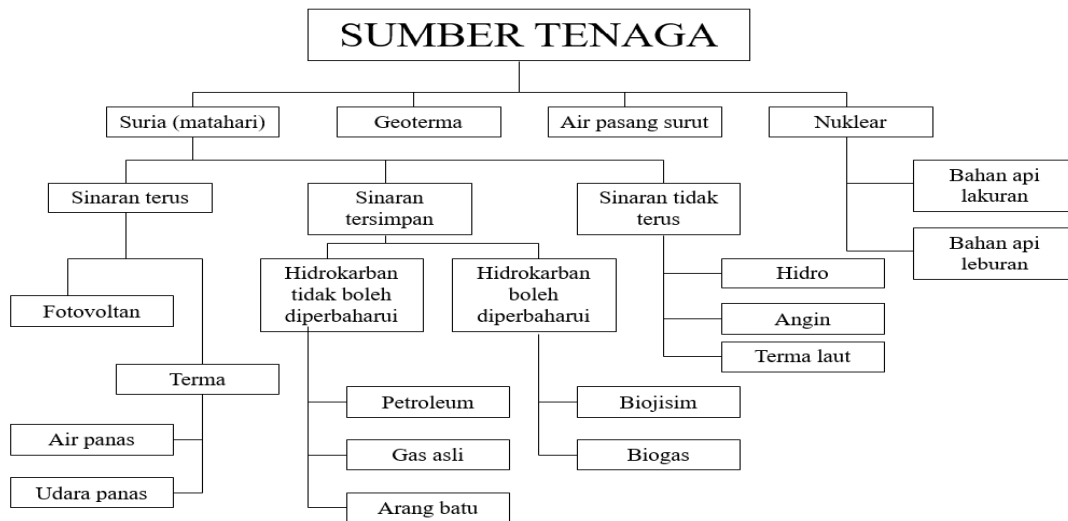 SUMBER TENAGA
Suria (matahari)
Geoterma
Air pasang surut
Nuklear
Bahan api
lakuran
Bahan api
leburan
Sinaran terus
Sinaran
tersimpan
Sinaran tidak
terus
Fotovoltan
Terma
Air panas
Udara panas
Hidrokarban
tidak boleh
diperbaharui
Hidrokarban
boleh
diperbaharui
Petroleum
Gas asli
Arang batu
Biojisim
Biogas
Hidro
Angin
Terma laut